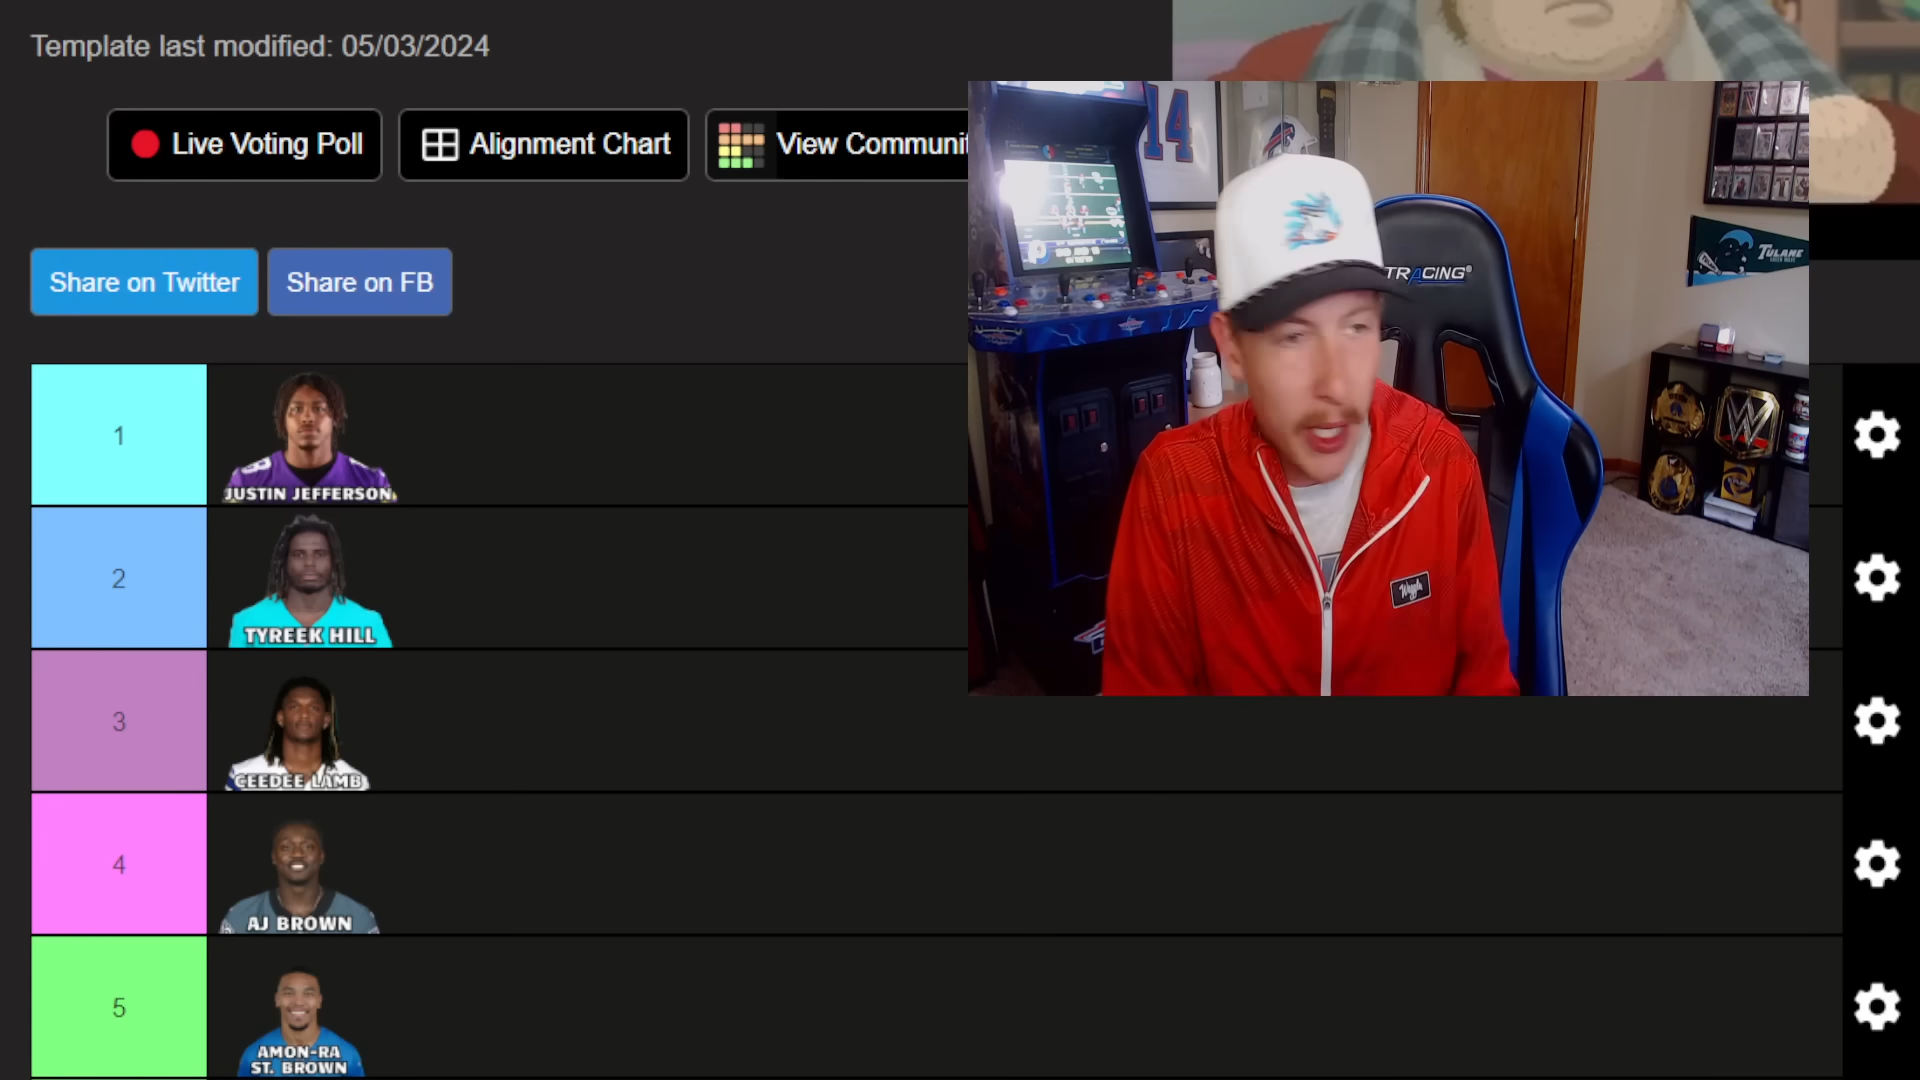 Template last modified: 05/03/2024
Live Voting Poll
Alignment Chart
View Communit
Share on Twitter
Share on FB
14
TRACING
TULANE
W
Waggle
1
JUSTIN JEFFERSON
2
TYREEK HILL
3
CEEDEE LAMB
4
AJ BROWN
5
AMON-RA
ST. BROWN